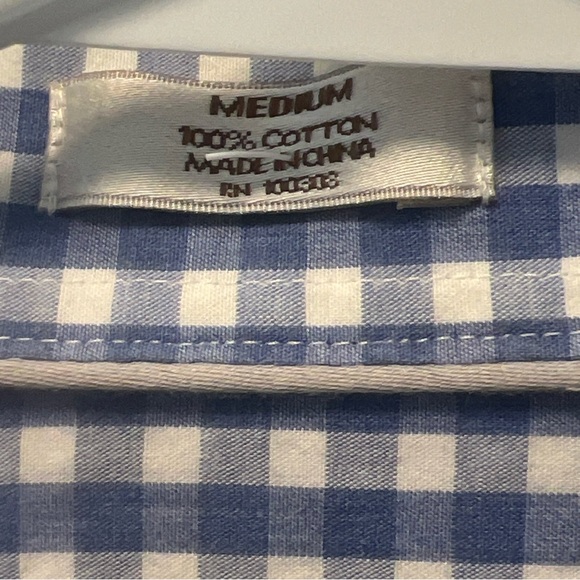 MEDIUM
100% COTTON
MADE IN CHINA
RN 100303